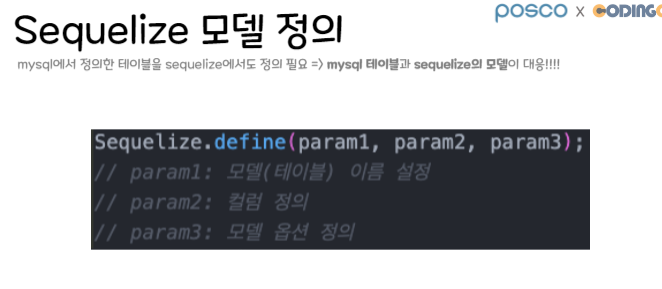 posco x CODING
Sequelize 모델 정의
mysql에서 정의한 테이블을 sequelize에서도 정의 필요 => mysql 테이블과 sequelize의 모델이 대응!!!!
Sequelize.define(param1, param2, param3);
// param1: 모델(테이블) 이름 설정
// param2: 컬럼 정의
// param3: 모델 옵션 정의